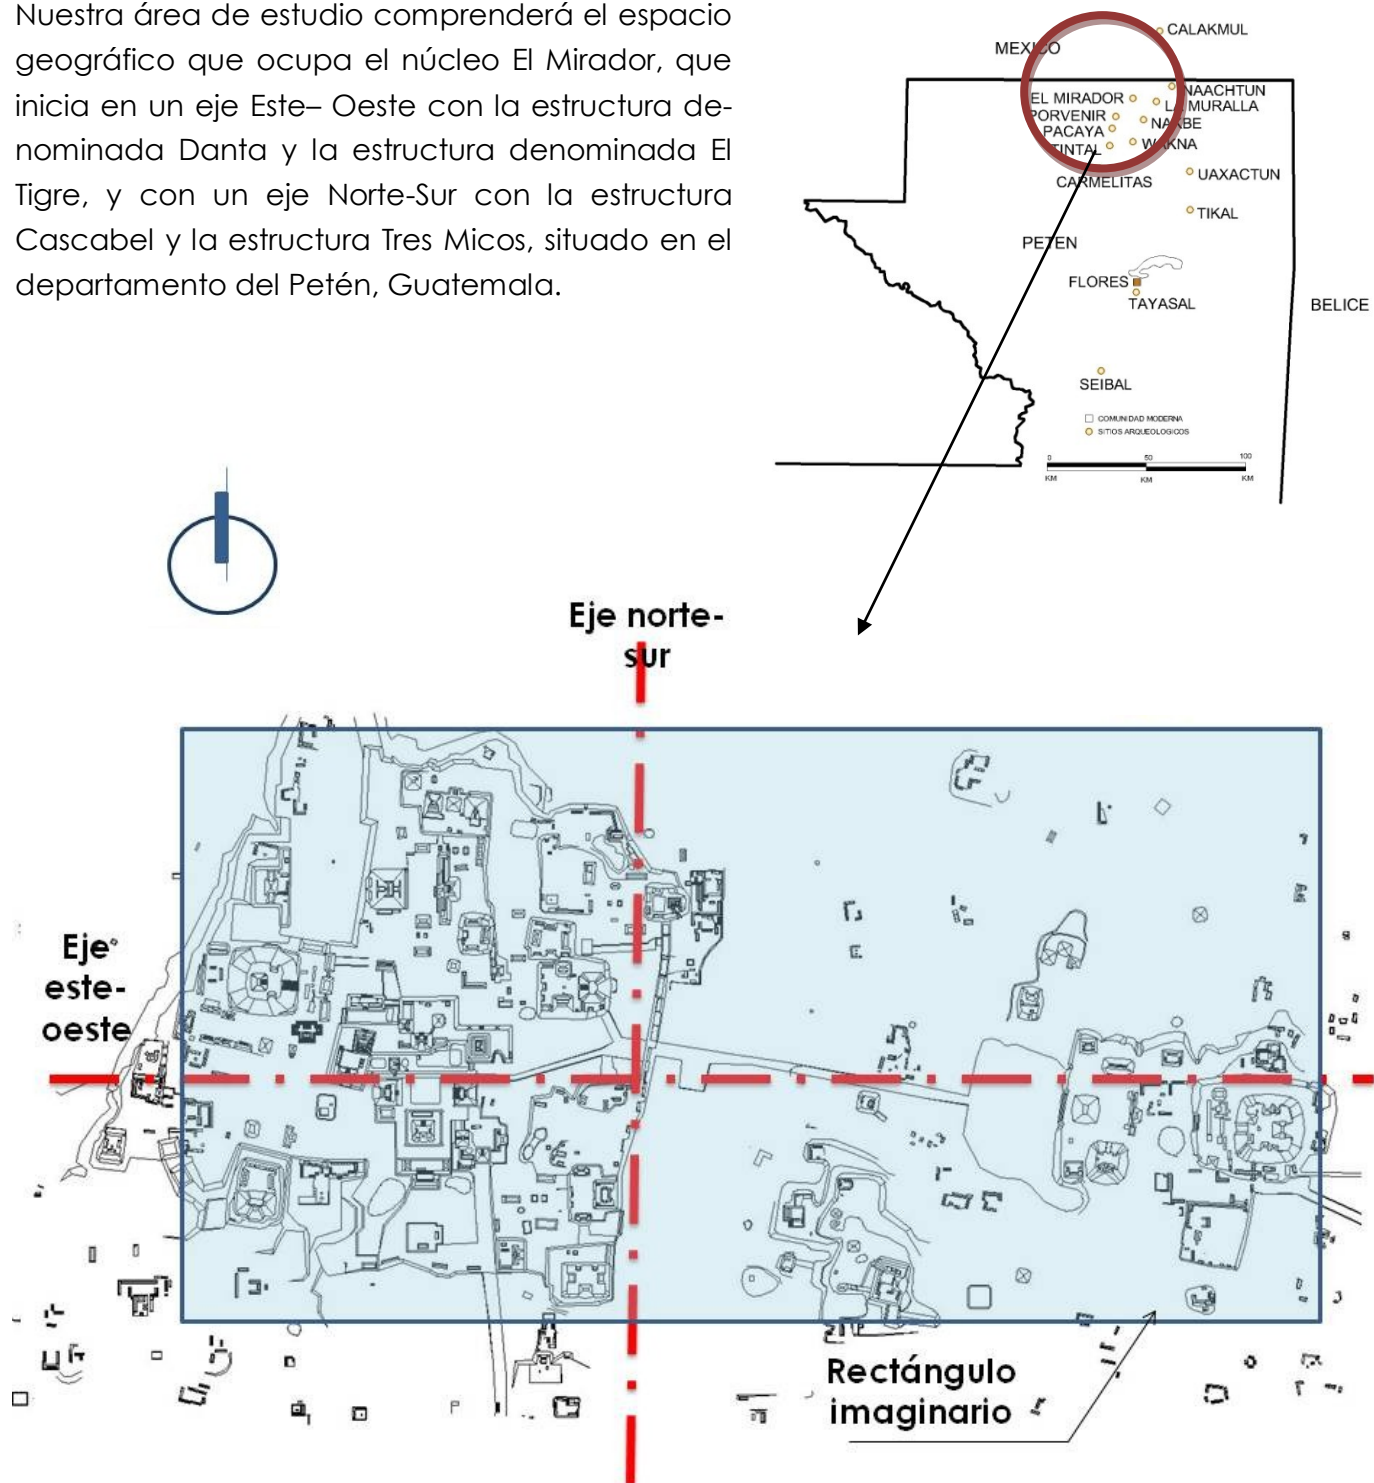 Nuestra área de estudio comprenderá el espacio
geográfico que ocupa el núcleo El Mirador, que
inicia en un eje Este– Oeste con la estructura de-
nominada Danta y la estructura denominada El
Tigre, y con un eje Norte-Sur con la estructura
Cascabel y la estructura Tres Micos, situado en el
departamento del Petén, Guatemala.
CALAKMUL
MEXICO
NAACHTUN
EL MIRADOR
LA MURALLA
PORVENIR
NAKBE
PACAYA
WAKNA
TINTAL
UAXACTUN
CARMELITAS
TIKAL
PETEN
FLORES
TAYASAL
BELICE
SEIBAL
COMUNIDAD MODERNA
SITIOS ARQUEOLOGICOS
0 50 100
KM KM KM
Eje norte-
sur
Eje
este-
oeste
Rectángulo
imaginario